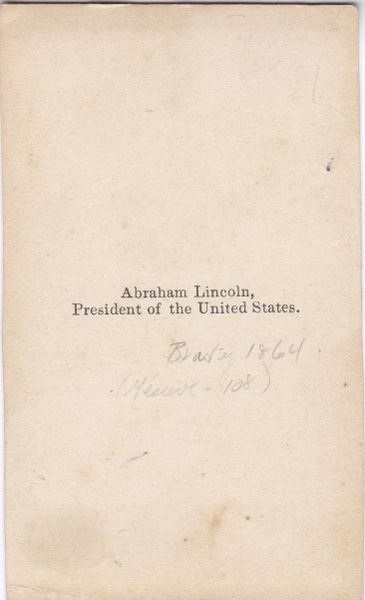 Abraham Lincoln,
President of the United States.
Brady 1864.
(Meserve - 108)